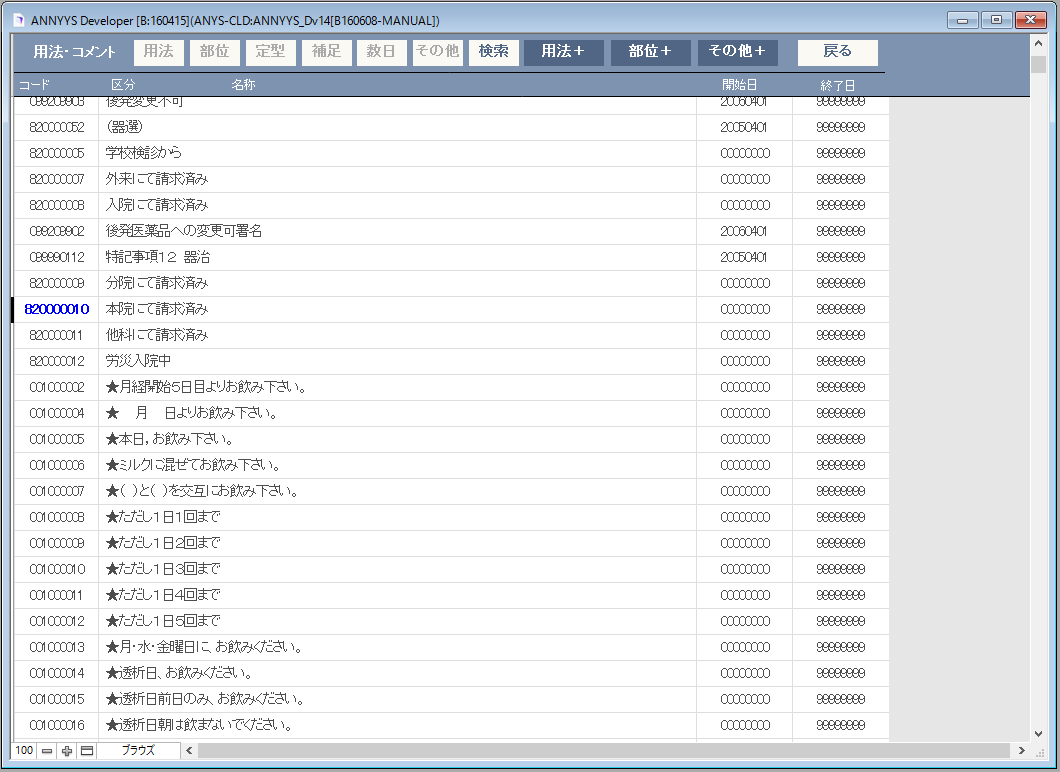 ANNYYS Developer [B:160415](ANYS-CLD:ANNYYS_Dv14[B160608-MANUAL])
用法・コメント 用法 部位 定型 補足 数日 その他 検索 用法＋ 部位＋ その他＋ 戻る
コード 区分 名称 開始日 終了日
099209903 後発変更不可 20060401 99999999
820000052 （器選） 20050401 99999999
820000005 学校検診から 00000000 99999999
820000007 外来にて請求済み 00000000 99999999
820000008 入院にて請求済み 00000000 99999999
099209902 後発医薬品への変更可署名 20060401 99999999
099990112 特記事項１２ 器治 20050401 99999999
820000009 分院にて請求済み 00000000 99999999
820000010 本院にて請求済み 00000000 99999999
820000011 他科にて請求済み 00000000 99999999
820000012 労災入院中 00000000 99999999
001000002 ★月経開始５日目よりお飲み下さい。 00000000 99999999
001000004 ★　月　日よりお飲み下さい。 00000000 99999999
001000005 ★本日，お飲み下さい。 00000000 99999999
001000006 ★ミルクに混ぜてお飲み下さい。 00000000 99999999
001000007 ★（ ）と（ ）を交互にお飲み下さい。 00000000 99999999
001000008 ★ただし１日１回まで 00000000 99999999
001000009 ★ただし１日２回まで 00000000 99999999
001000010 ★ただし１日３回まで 00000000 99999999
001000011 ★ただし１日４回まで 00000000 99999999
001000012 ★ただし１日５回まで 00000000 99999999
001000013 ★月・水・金曜日に、お飲みください。 00000000 99999999
001000014 ★透析日、お飲みください。 00000000 99999999
001000015 ★透析日前日のみ、お飲みください。 00000000 99999999
001000016 ★透析日朝は飲まないでください。 00000000 99999999
100 ブラウズ